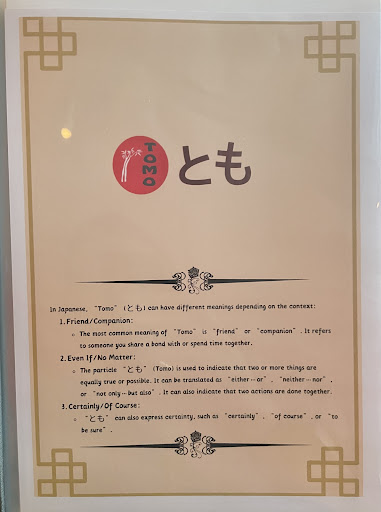 TOMO
とも
In Japanese, "Tomo" (とも) can have different meanings depending on the context:
1. Friend/Companion:
○ The most common meaning of "Tomo" is "friend" or "companion". It refers
to someone you share a bond with or spend time together.
2. Even If/No Matter:
○ The particle "とも" (Tomo) is used to indicate that two or more things are
equally true or possible. It can be translated as "either…or", "neither…nor",
or "not only…but also". It can also indicate that two actions are done together.
3. Certainly/Of Course:
○ "とも" can also express certainty, such as "certainly", "of course", or "to
be sure".